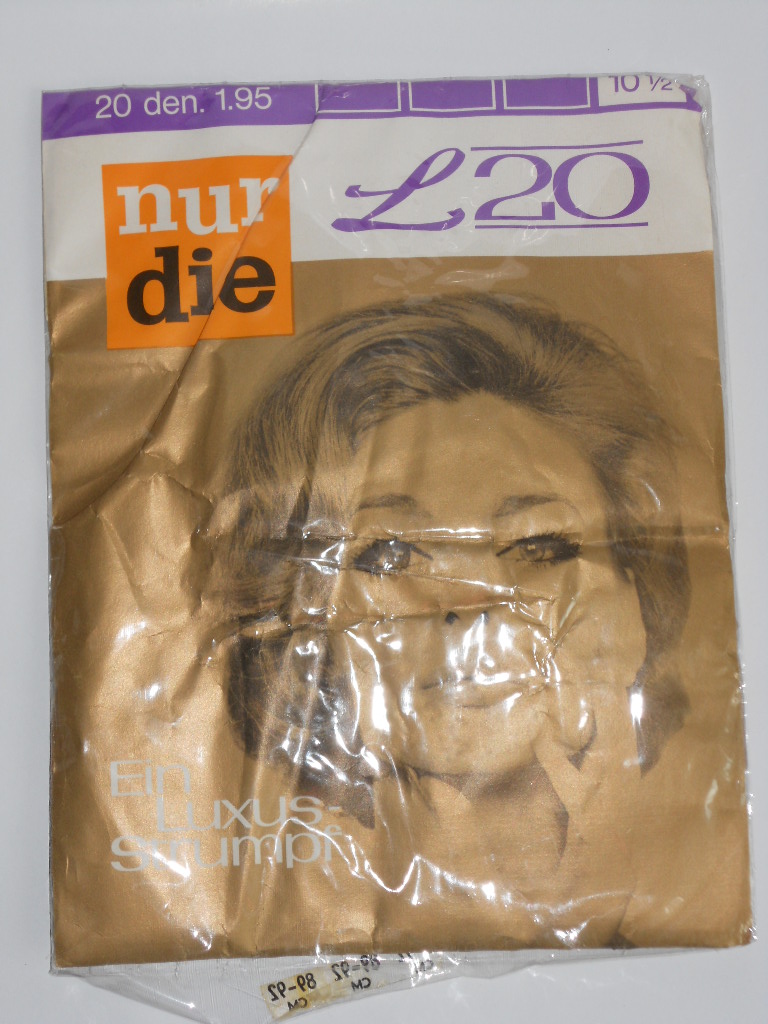 20 den. 1.95
10 ½
nur
die
L20
Ein
Luxus-
strumpf
89-92 89-92
CM CM CM